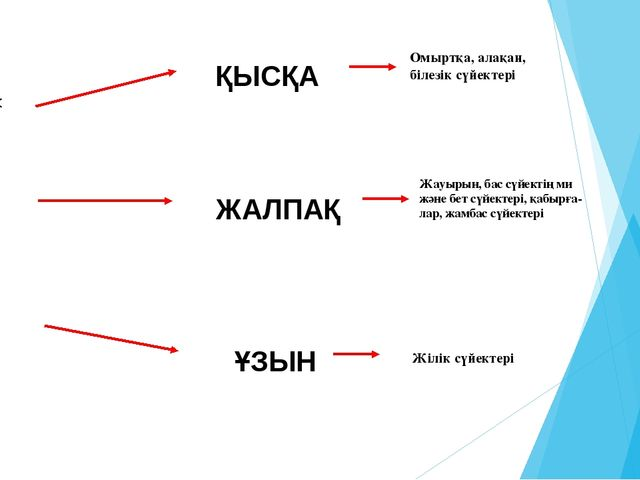 ҚЫСҚА
Омыртқа, алақан,
білезік сүйектері
ЖАЛПАҚ
Жауырын, бас сүйектің ми
және бет сүйектері, қабырға-
лар, жамбас сүйектері
ҰЗЫН
Жілік сүйектері